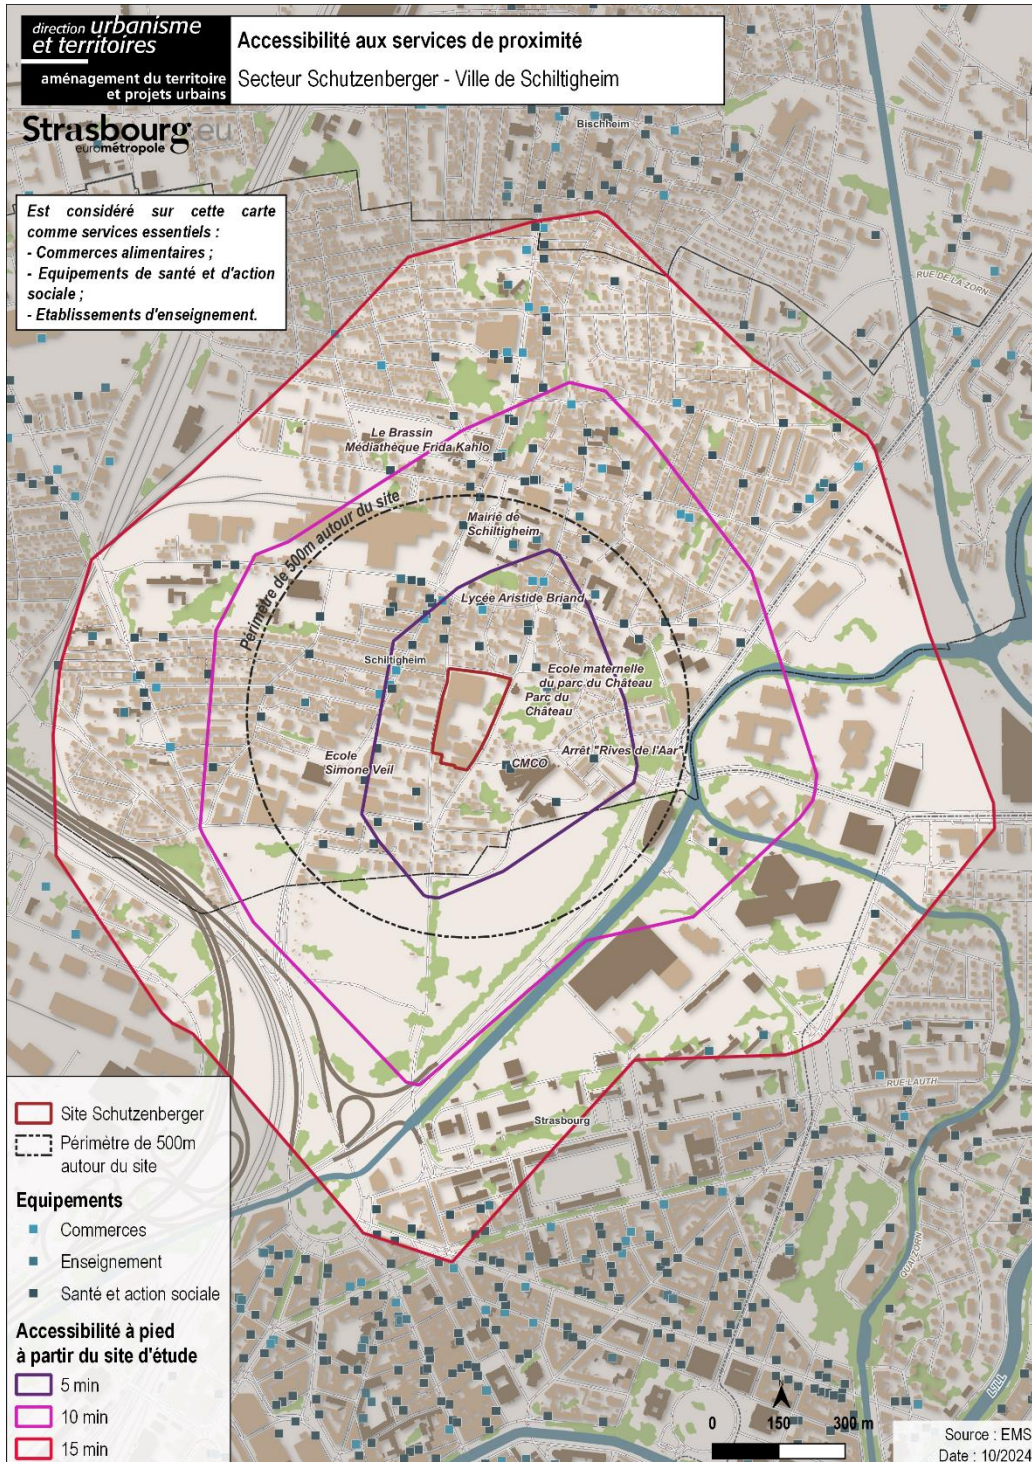 direction urbanisme
et territoires
aménagement du territoire
et projets urbains
Accessibilité aux services de proximité
Secteur Schutzenberger - Ville de Schiltigheim
Strasbourg.eu
eurométropole
Est considéré sur cette carte
comme services essentiels :
- Commerces alimentaires ;
- Equipements de santé et d'action
sociale ;
- Etablissements d'enseignement.
Bischheim
RUE DE LA ZORN
Le Brassin
Médiathèque Frida Kahlo
Périmètre de 500m autour du site
Mairie de
Schiltigheim
Lycée Aristide Briand
Schiltigheim
Ecole maternelle
du parc du Château
Parc du
Château
Ecole
Simone Veil
Arrêt "Rives de l'Aar"
CMCO
RUE LAUTH
Strasbourg
QUAI ZORN
L'ILL
Site Schutzenberger
Périmètre de 500m
autour du site
Equipements
Commerces
Enseignement
Santé et action sociale
Accessibilité à pied
à partir du site d'étude
5 min
10 min
15 min
0 150 300 m
Source : EMS
Date : 10/2024